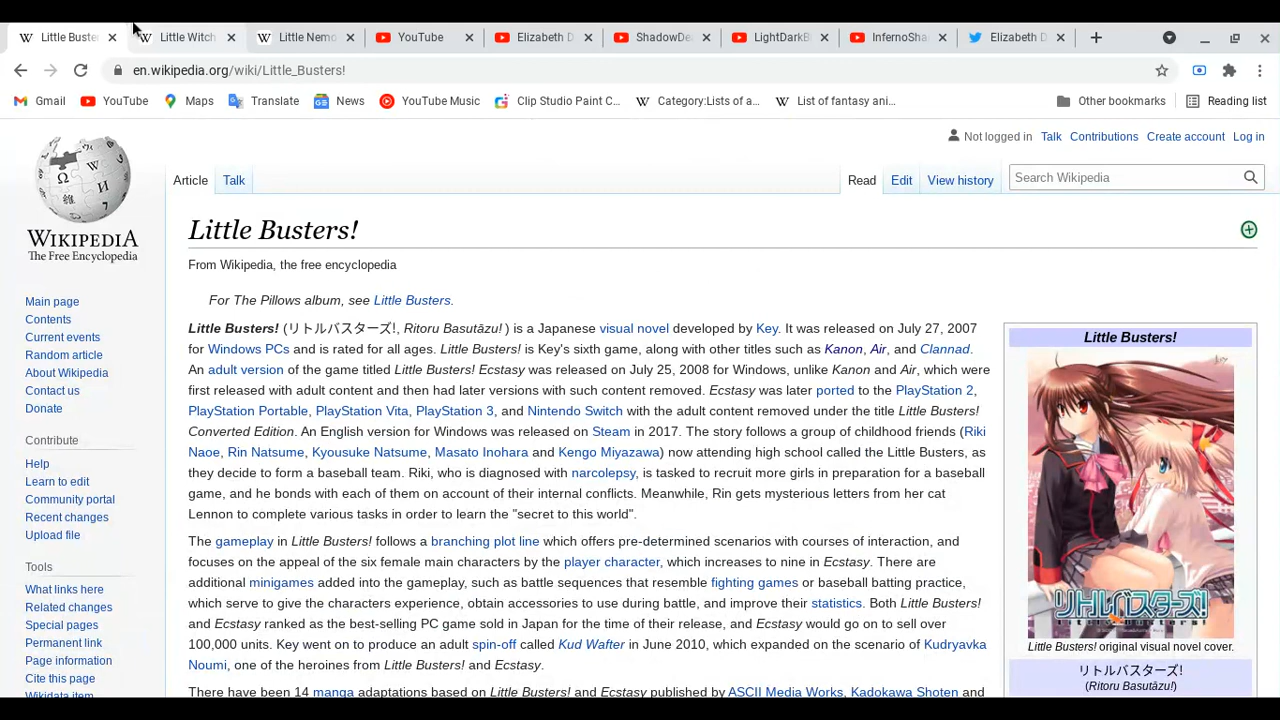 Little Buste
Little Witch
Little Nemo
YouTube
Elizabeth D
ShadowDe
LightDarkB
InfernoSha
Elizabeth D
en.wikipedia.org/wiki/Little_Busters!
Gmail
YouTube
Maps
Translate
News
YouTube Music
Clip Studio Paint C...
Category:Lists of a...
List of fantasy ani...
Other bookmarks
Reading list
Not logged in Talk Contributions Create account Log in
Article Talk
Read Edit View history
Search Wikipedia
WIKIPEDIA
The Free Encyclopedia
Main page
Contents
Current events
Random article
About Wikipedia
Contact us
Donate
Contribute
Help
Learn to edit
Community portal
Recent changes
Upload file
Tools
What links here
Related changes
Special pages
Permanent link
Page information
Cite this page
Wikidata item
Little Busters!
From Wikipedia, the free encyclopedia
For The Pillows album, see Little Busters.
Little Busters! (リトルバスターズ!, Ritoru Basutāzu! ) is a Japanese visual novel developed by Key. It was released on July 27, 2007
for Windows PCs and is rated for all ages. Little Busters! is Key's sixth game, along with other titles such as Kanon, Air, and Clannad.
An adult version of the game titled Little Busters! Ecstasy was released on July 25, 2008 for Windows, unlike Kanon and Air, which were
first released with adult content and then had later versions with such content removed. Ecstasy was later ported to the PlayStation 2,
PlayStation Portable, PlayStation Vita, PlayStation 3, and Nintendo Switch with the adult content removed under the title Little Busters!
Converted Edition. An English version for Windows was released on Steam in 2017. The story follows a group of childhood friends (Riki
Naoe, Rin Natsume, Kyousuke Natsume, Masato Inohara and Kengo Miyazawa) now attending high school called the Little Busters, as
they decide to form a baseball team. Riki, who is diagnosed with narcolepsy, is tasked to recruit more girls in preparation for a baseball
game, and he bonds with each of them on account of their internal conflicts. Meanwhile, Rin gets mysterious letters from her cat
Lennon to complete various tasks in order to learn the "secret to this world".
The gameplay in Little Busters! follows a branching plot line which offers pre-determined scenarios with courses of interaction, and
focuses on the appeal of the six female main characters by the player character, which increases to nine in Ecstasy. There are
additional minigames added into the gameplay, such as battle sequences that resemble fighting games or baseball batting practice,
which serve to give the characters experience, obtain accessories to use during battle, and improve their statistics. Both Little Busters!
and Ecstasy ranked as the best-selling PC game sold in Japan for the time of their release, and Ecstasy would go on to sell over
100,000 units. Key went on to produce an adult spin-off called Kud Wafter in June 2010, which expanded on the scenario of Kudryavka
Noumi, one of the heroines from Little Busters! and Ecstasy.
There have been 14 manga adaptations based on Little Busters! and Ecstasy published by ASCII Media Works, Kadokawa Shoten and
Little Busters!
リトルバスターズ!
Little Busters! original visual novel cover.
リトルバスターズ!
(Ritoru Basutāzu!)